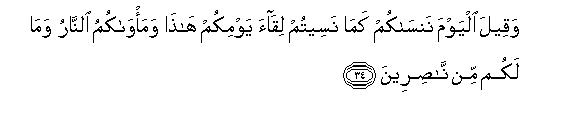 وَقِيلَ ٱلْيَوْمَ نَنسَىٰكُمْ كَمَا نَسِيتُمْ لِقَآءَ يَوْمِكُمْ هَـٰذَا وَمَأْوَىٰكُمُ ٱلنَّارُ وَمَا
لَكُم مِّن نَّـٰصِرِينَ ﴿٣٤﴾